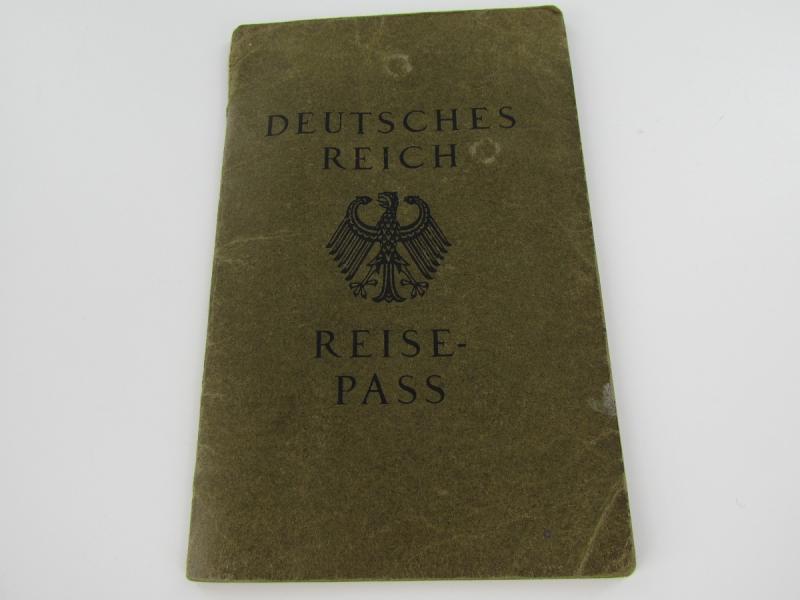 DEUTSCHES
REICH
REISE-
PASS